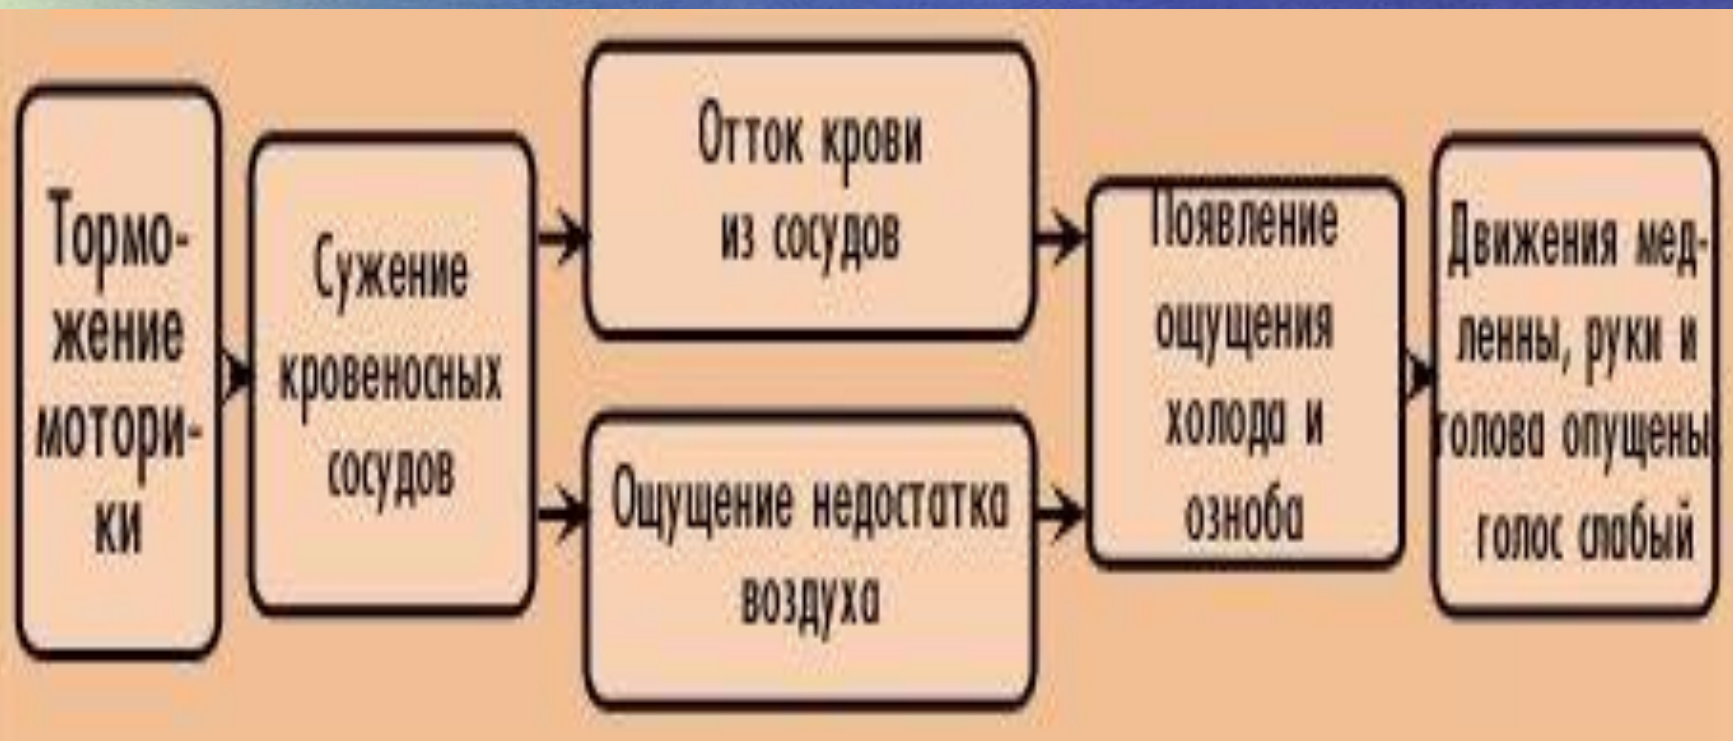 Тормо-
жение
мотори-
ки
Сужение
кровеносных
сосудов
Отток крови
из сосудов
Ощущение недостатка
воздуха
Появление
ощущения
холода и
озноба
Движения мед-
ленны, руки и
голова опущены
голос слабый